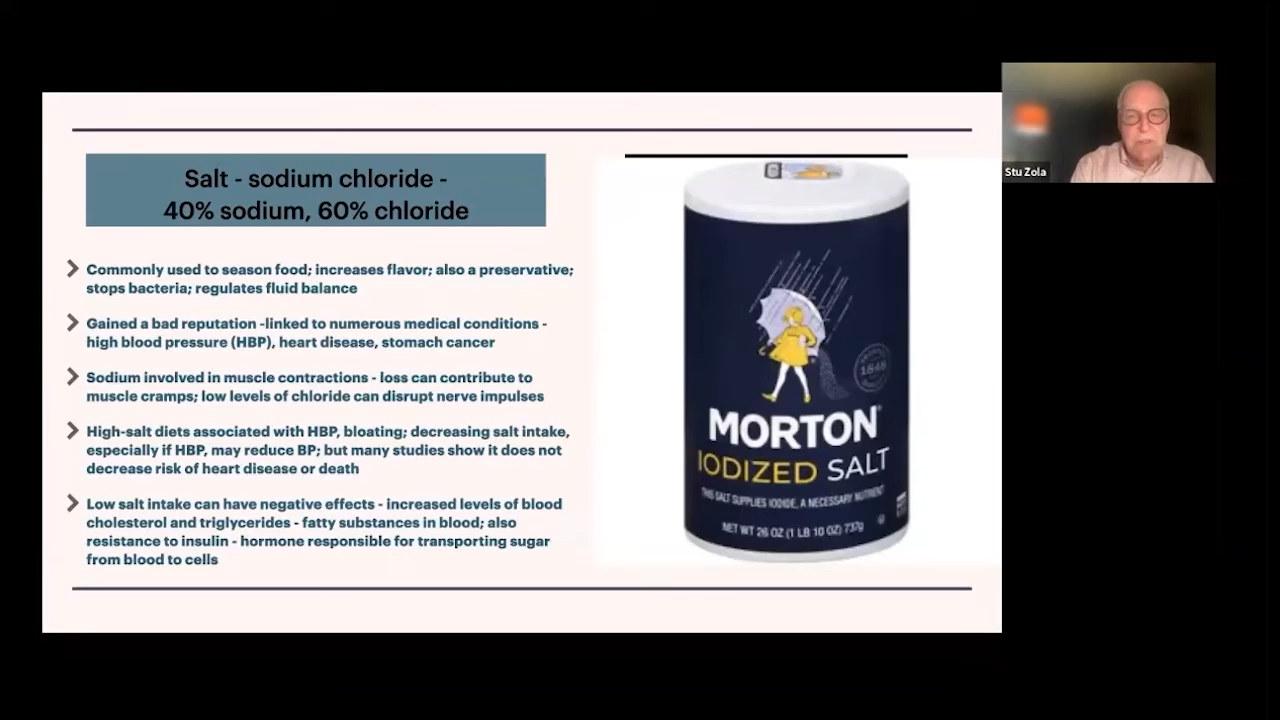 Salt - sodium chloride -
40% sodium, 60% chloride
Commonly used to season food; increases flavor; also a preservative;
stops bacteria; regulates fluid balance
Gained a bad reputation -linked to numerous medical conditions -
high blood pressure (HBP), heart disease, stomach cancer
Sodium involved in muscle contractions - loss can contribute to
muscle cramps; low levels of chloride can disrupt nerve impulses
High-salt diets associated with HBP, bloating; decreasing salt intake,
especially if HBP, may reduce BP; but many studies show it does not
decrease risk of heart disease or death
Low salt intake can have negative effects - increased levels of blood
cholesterol and triglycerides - fatty substances in blood; also
resistance to insulin - hormone responsible for transporting sugar
from blood to cells
1848
MORTON
IODIZED SALT
THIS SALT SUPPLIES IODIDE, A NECESSARY NUTRIENT
NET WT 26 OZ (1 LB 10 OZ) 737g
Stu Zola